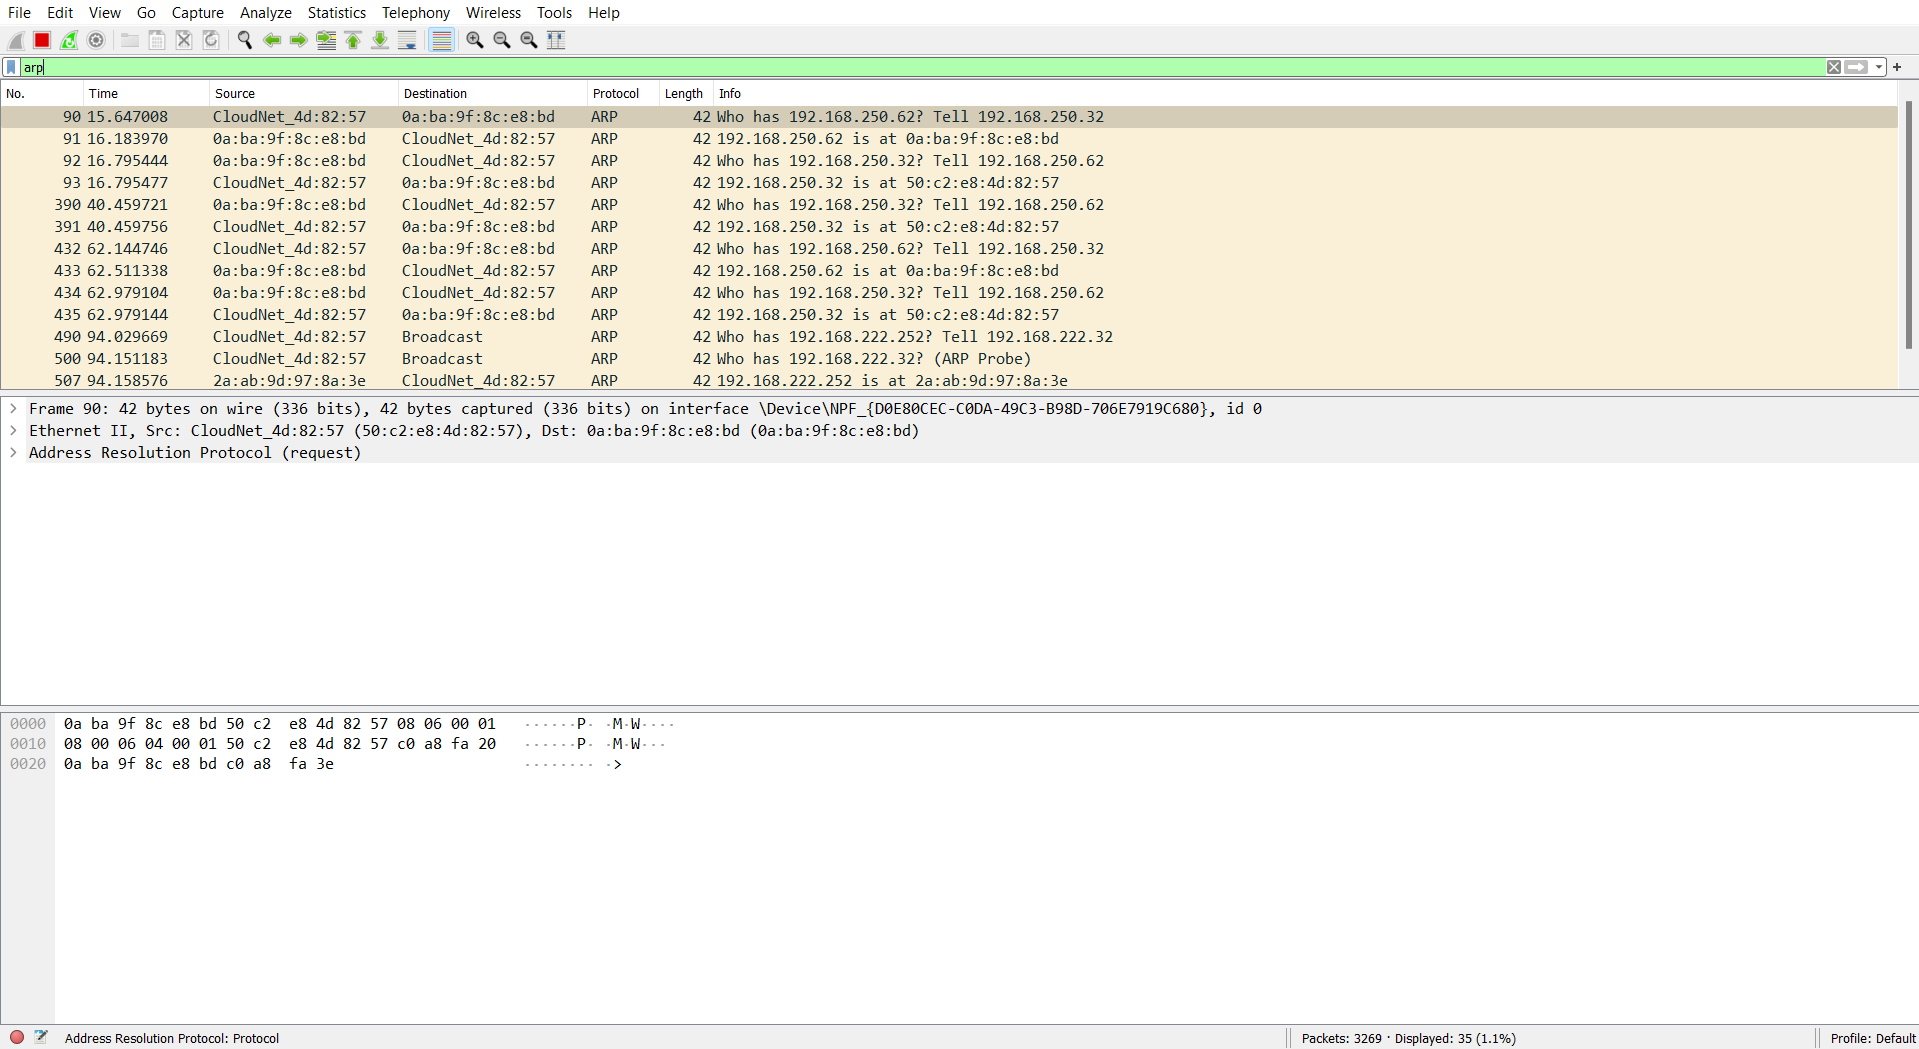 File Edit View Go Capture Analyze Statistics Telephony Wireless Tools Help
arp
No. Time Source Destination Protocol Length Info
90 15.647008 CloudNet_4d:82:57 0a:ba:9f:8c:e8:bd ARP 42 Who has 192.168.250.62? Tell 192.168.250.32
91 16.183970 0a:ba:9f:8c:e8:bd CloudNet_4d:82:57 ARP 42 192.168.250.62 is at 0a:ba:9f:8c:e8:bd
92 16.795444 0a:ba:9f:8c:e8:bd CloudNet_4d:82:57 ARP 42 Who has 192.168.250.32? Tell 192.168.250.62
93 16.795477 CloudNet_4d:82:57 0a:ba:9f:8c:e8:bd ARP 42 192.168.250.32 is at 50:c2:e8:4d:82:57
390 40.459721 0a:ba:9f:8c:e8:bd CloudNet_4d:82:57 ARP 42 Who has 192.168.250.32? Tell 192.168.250.62
391 40.459756 CloudNet_4d:82:57 0a:ba:9f:8c:e8:bd ARP 42 192.168.250.32 is at 50:c2:e8:4d:82:57
432 62.144746 CloudNet_4d:82:57 0a:ba:9f:8c:e8:bd ARP 42 Who has 192.168.250.62? Tell 192.168.250.32
433 62.511338 0a:ba:9f:8c:e8:bd CloudNet_4d:82:57 ARP 42 192.168.250.62 is at 0a:ba:9f:8c:e8:bd
434 62.979104 0a:ba:9f:8c:e8:bd CloudNet_4d:82:57 ARP 42 Who has 192.168.250.32? Tell 192.168.250.62
435 62.979144 CloudNet_4d:82:57 0a:ba:9f:8c:e8:bd ARP 42 192.168.250.32 is at 50:c2:e8:4d:82:57
490 94.029669 CloudNet_4d:82:57 Broadcast ARP 42 Who has 192.168.222.252? Tell 192.168.222.32
500 94.151183 CloudNet_4d:82:57 Broadcast ARP 42 Who has 192.168.222.32? (ARP Probe)
507 94.158576 2a:ab:9d:97:8a:3e CloudNet_4d:82:57 ARP 42 192.168.222.252 is at 2a:ab:9d:97:8a:3e
Frame 90: 42 bytes on wire (336 bits), 42 bytes captured (336 bits) on interface \Device\NPF_{D0E80CEC-C0DA-49C3-B98D-706E7919C680}, id 0
Ethernet II, Src: CloudNet_4d:82:57 (50:c2:e8:4d:82:57), Dst: 0a:ba:9f:8c:e8:bd (0a:ba:9f:8c:e8:bd)
Address Resolution Protocol (request)
0000 0a ba 9f 8c e8 bd 50 c2 e8 4d 82 57 08 06 00 01 ······P· ·M·W····
0010 08 00 06 04 00 01 50 c2 e8 4d 82 57 c0 a8 fa 20 ······P· ·M·W···
0020 0a ba 9f 8c e8 bd c0 a8 fa 3e ········ ·>
Address Resolution Protocol: Protocol Packets: 3269 · Displayed: 35 (1.1%) Profile: Default